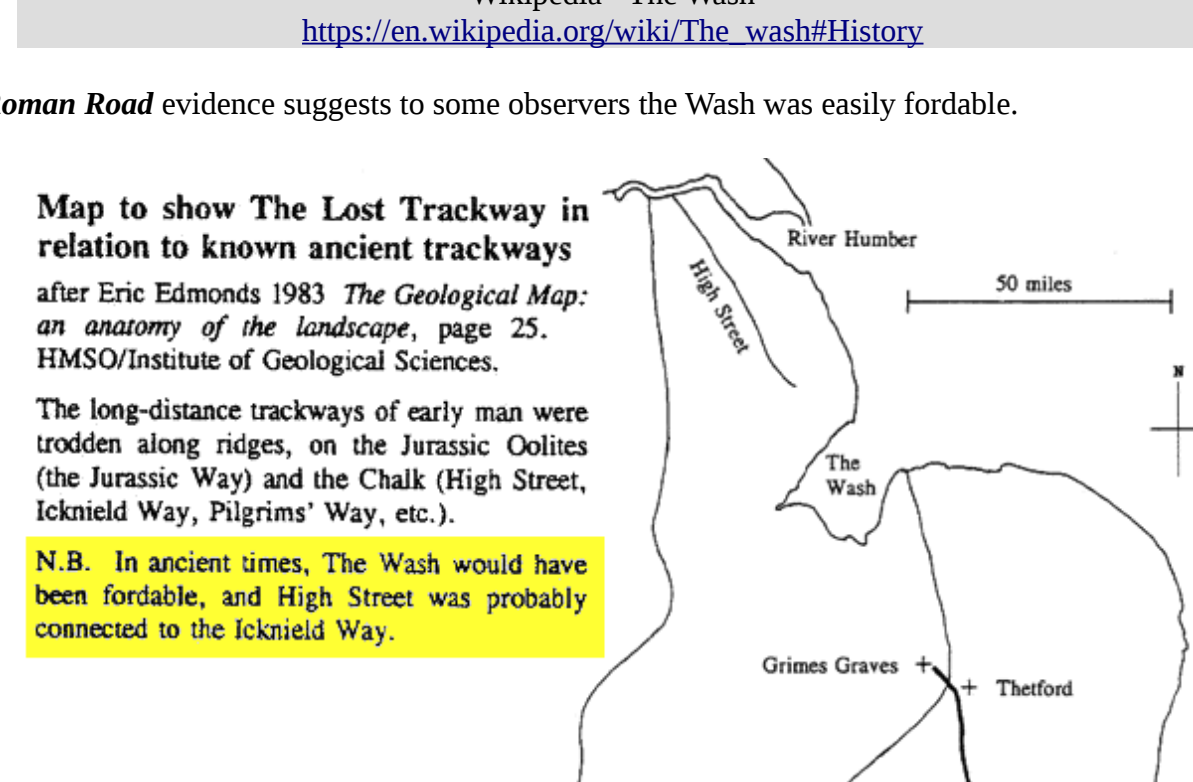 https://en.wikipedia.org/wiki/The_wash#History
Road evidence suggests to some observers the Wash was easily fordable.
Map to show The Lost Trackway in
relation to known ancient trackways
after Eric Edmonds 1983 The Geological Map:
an anatomy of the landscape, page 25.
HMSO/Institute of Geological Sciences.
The long-distance trackways of early man were
trodden along ridges, on the Jurassic Oolites
(the Jurassic Way) and the Chalk (High Street,
Icknield Way, Pilgrims' Way, etc.).
N.B. In ancient times, The Wash would have
been fordable, and High Street was probably
connected to the Icknield Way.
River Humber
High Street
50 miles
N
The
Wash
Grimes Graves
Thetford